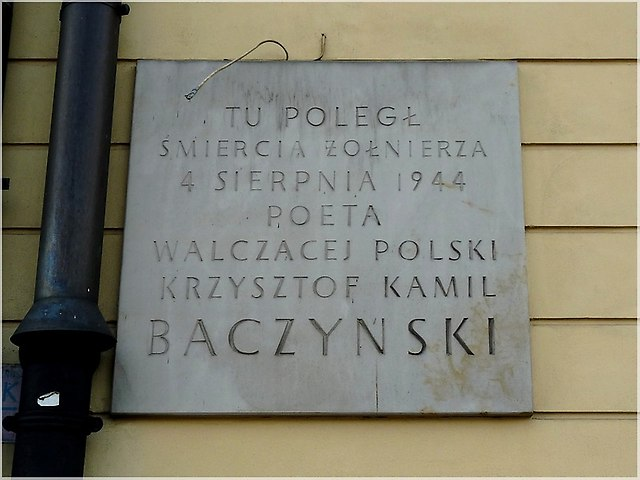 TU POLEGŁ
ŚMIERCIĄ ŻOŁNIERZA
4 SIERPNIA 1944
POETA
WALCZĄCEJ POLSKI
KRZYSZTOF KAMIL
BACZYŃSKI